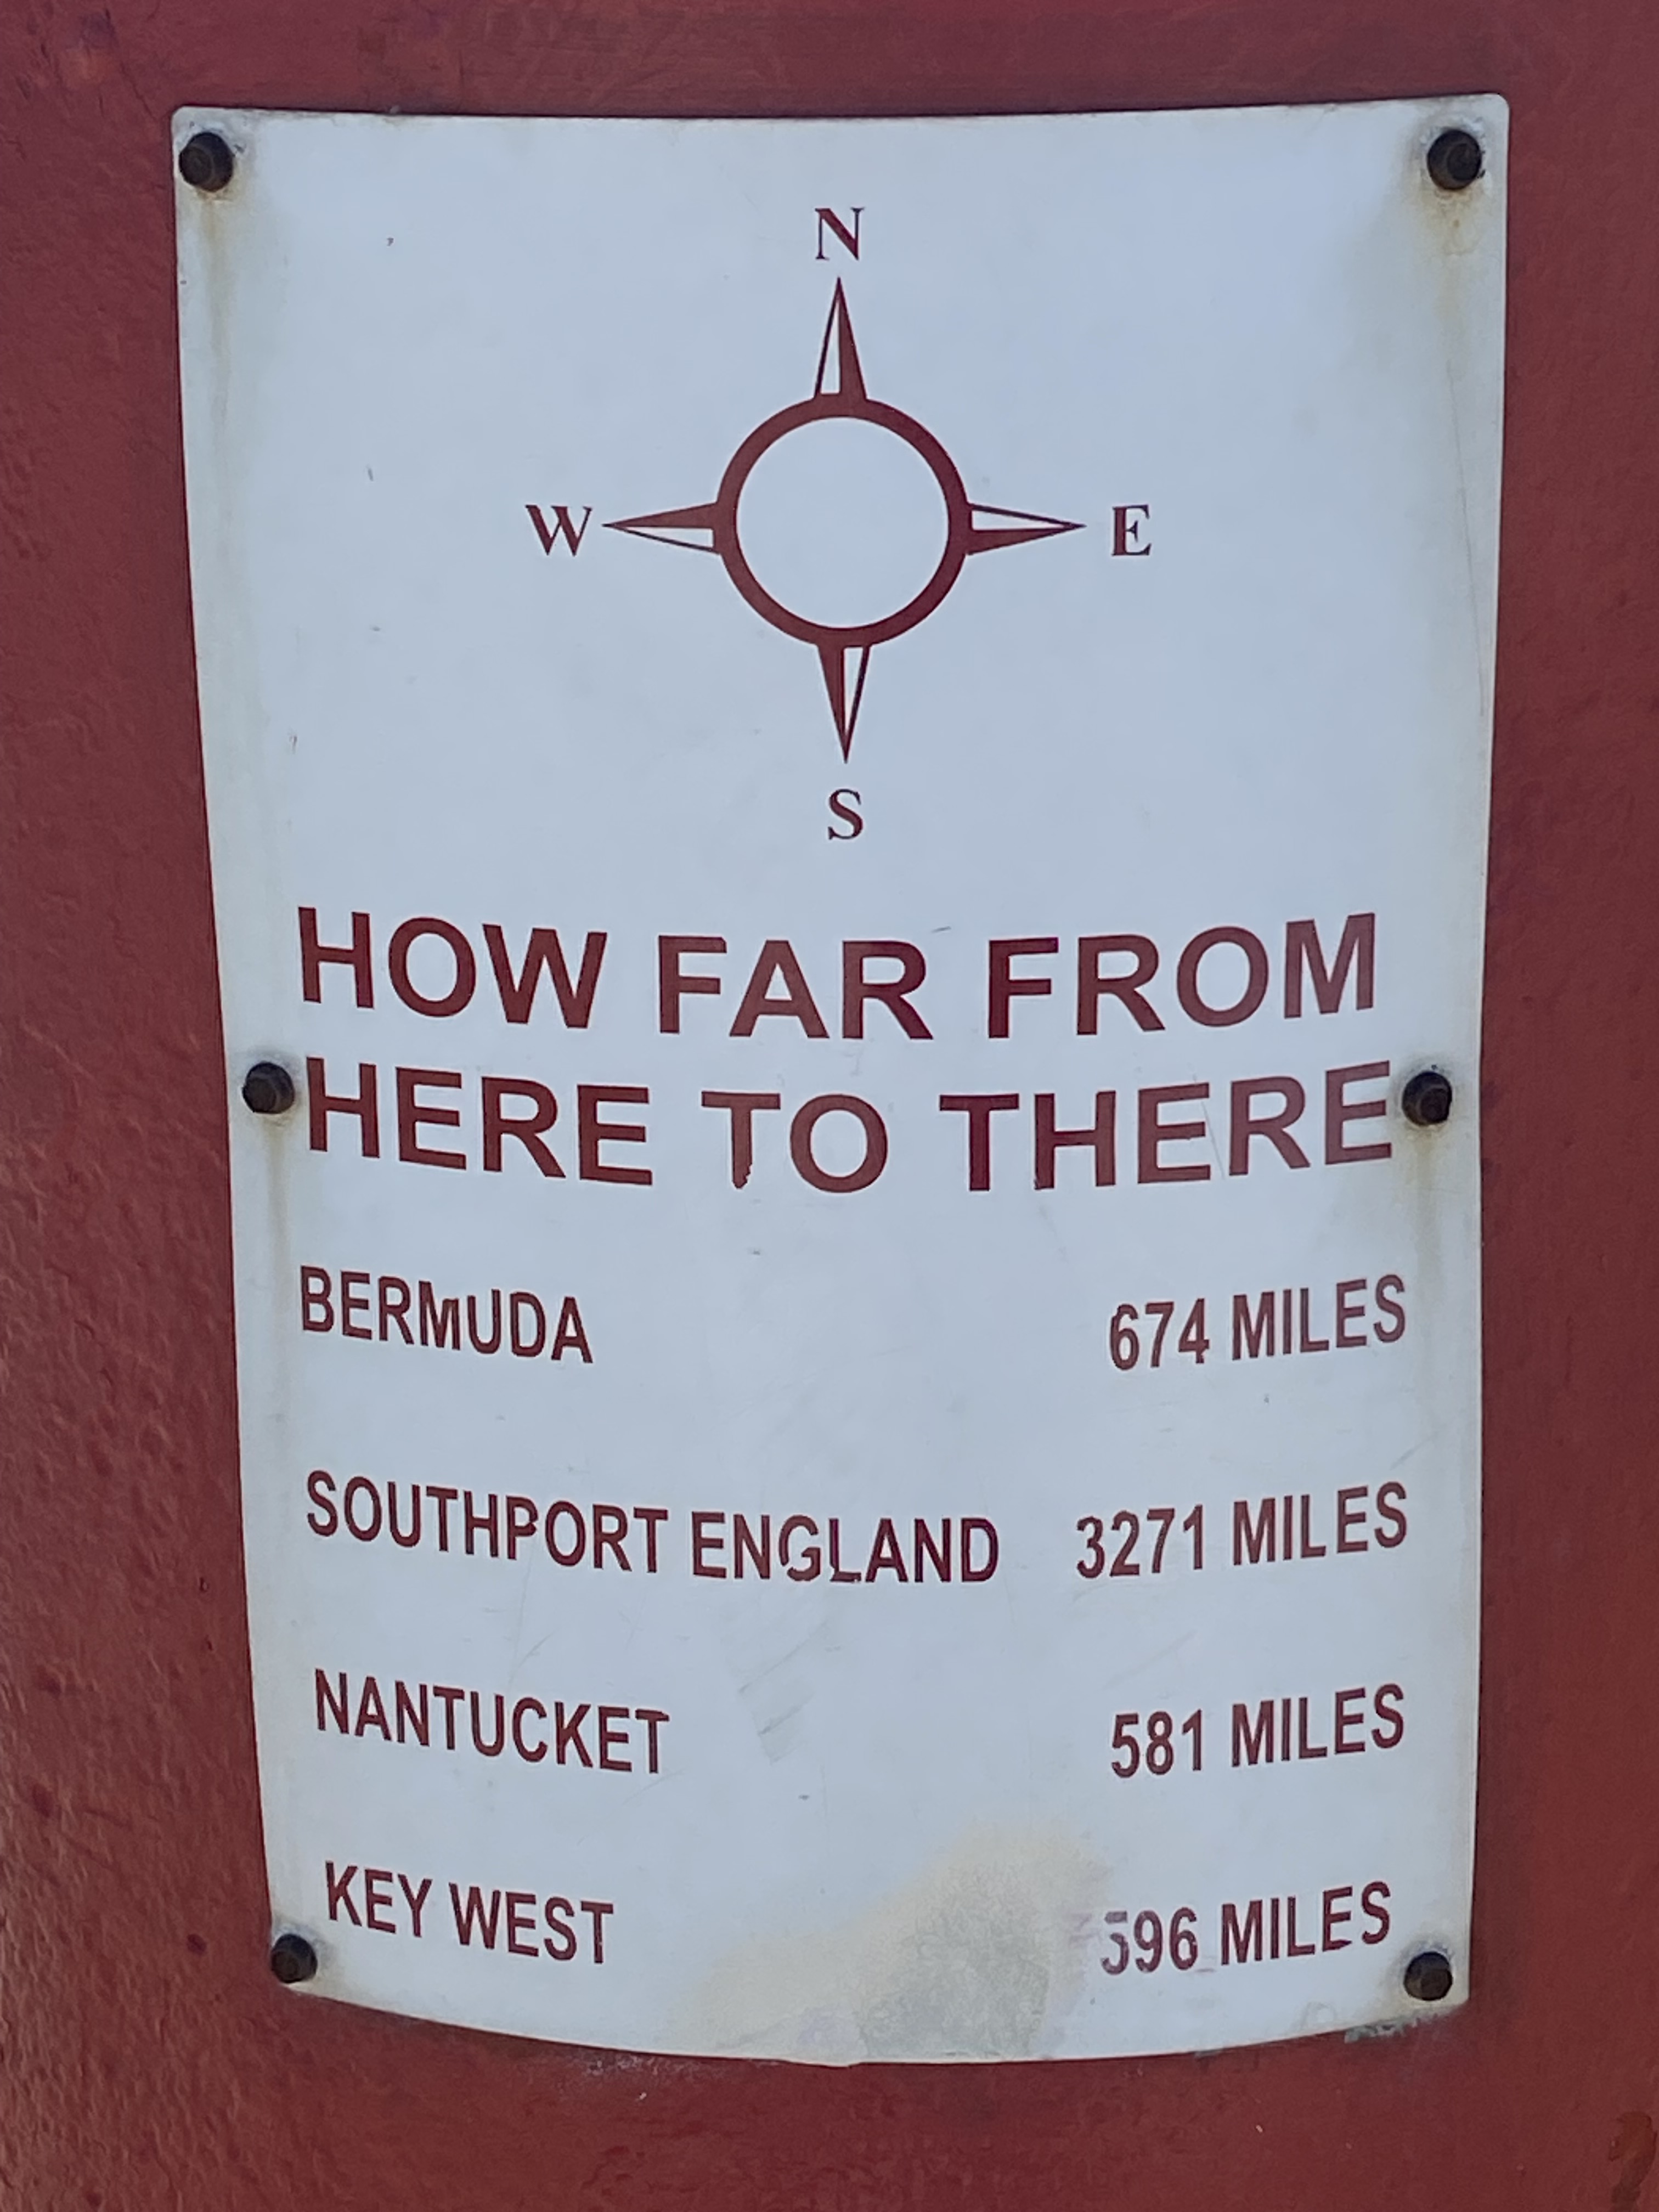 N
W E
S
HOW FAR FROM
HERE TO THERE
BERMUDA 674 MILES
SOUTHPORT ENGLAND 3271 MILES
NANTUCKET 581 MILES
KEY WEST 596 MILES